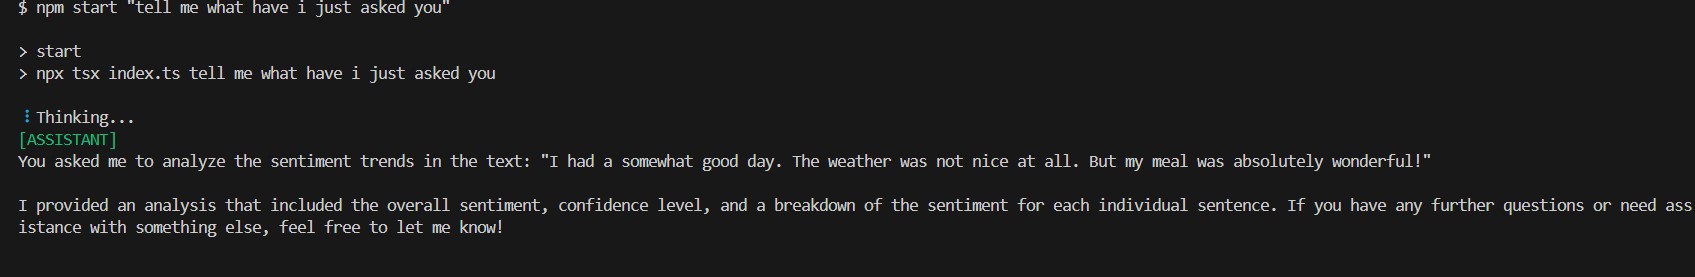 $ npm start "tell me what have i just asked you"
> start
> npx tsx index.ts tell me what have i just asked you
Thinking...
[ASSISTANT]
You asked me to analyze the sentiment trends in the text: "I had a somewhat good day. The weather was not nice at all. But my meal was absolutely wonderful!"
I provided an analysis that included the overall sentiment, confidence level, and a breakdown of the sentiment for each individual sentence. If you have any further questions or need ass
istance with something else, feel free to let me know!